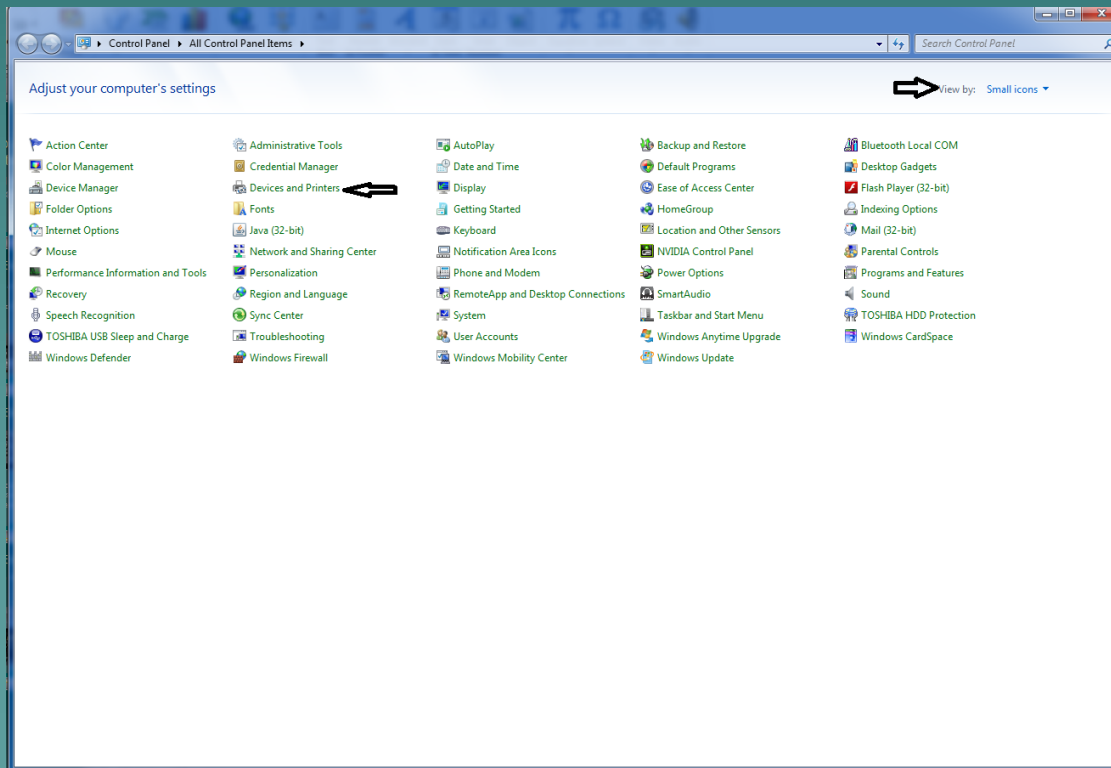 Control Panel All Control Panel Items Search Control Panel
Adjust your computer's settings View by: Small icons
Action Center Administrative Tools AutoPlay Backup and Restore Bluetooth Local COM
Color Management Credential Manager Date and Time Default Programs Desktop Gadgets
Device Manager Devices and Printers Display Ease of Access Center Flash Player (32-bit)
Folder Options Fonts Getting Started HomeGroup Indexing Options
Internet Options Java (32-bit) Keyboard Location and Other Sensors Mail (32-bit)
Mouse Network and Sharing Center Notification Area Icons NVIDIA Control Panel Parental Controls
Performance Information and Tools Personalization Phone and Modem Power Options Programs and Features
Recovery Region and Language RemoteApp and Desktop Connections SmartAudio Sound
Speech Recognition Sync Center System Taskbar and Start Menu TOSHIBA HDD Protection
TOSHIBA USB Sleep and Charge Troubleshooting User Accounts Windows Anytime Upgrade Windows CardSpace
Windows Defender Windows Firewall Windows Mobility Center Windows Update